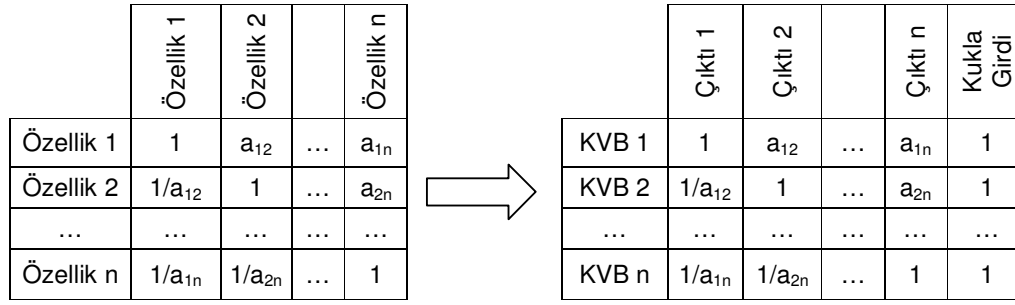 Özellik 1 Özellik 2 Özellik n
Özellik 1 1 a12 … a1n
Özellik 2 1/a12 1 … a2n
… … … … …
Özellik n 1/a1n 1/a2n … 1
Çıktı 1 Çıktı 2 Çıktı n Kukla Girdi
KVB 1 1 a12 … a1n 1
KVB 2 1/a12 1 … a2n 1
… … … … … …
KVB n 1/a1n 1/a2n … 1 1